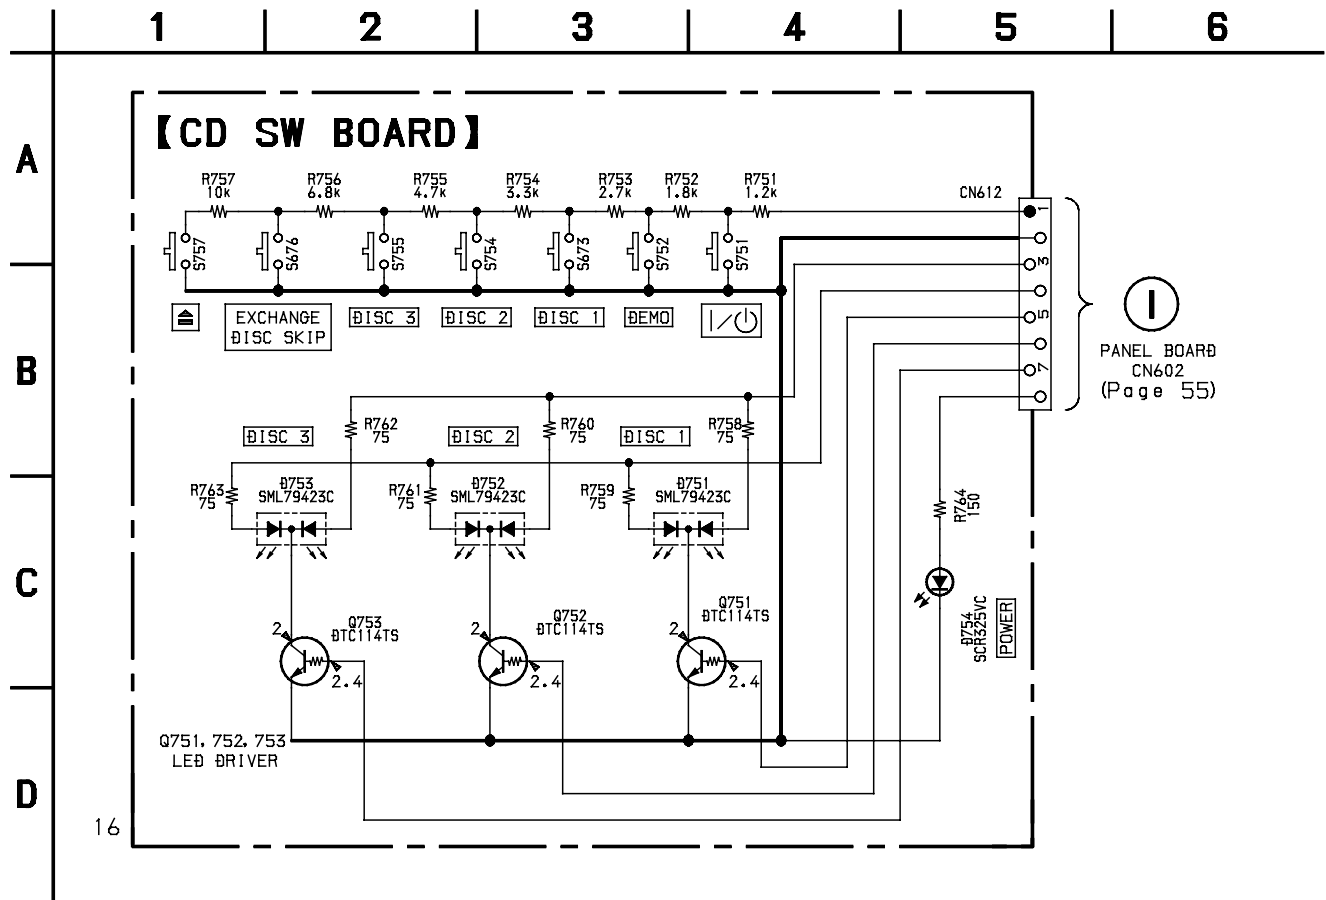 1 2 3 4 5 6
A
B
C
D
【CD SW BOARD】
R757
10k
R756
6.8k
R755
4.7k
R754
3.3k
R753
2.7k
R752
1.8k
R751
1.2k
CN612
1
3
5
7
S757
S676
S755
S754
S673
S752
S751
EXCHANGE
DISC SKIP
DISC 3
DISC 2
DISC 1
DEMO
I/⏻
I
PANEL BOARD
CN602
(Page 55)
R762
75
R760
75
R758
75
DISC 3
DISC 2
DISC 1
R763
75
D753
SML79423C
R761
75
D752
SML79423C
R759
75
D751
SML79423C
R764
150
D754
SCR325VC
POWER
Q753
DTC114TS
2
2.4
Q752
DTC114TS
2
2.4
Q751
DTC114TS
2
2.4
Q751,752,753
LED DRIVER
16